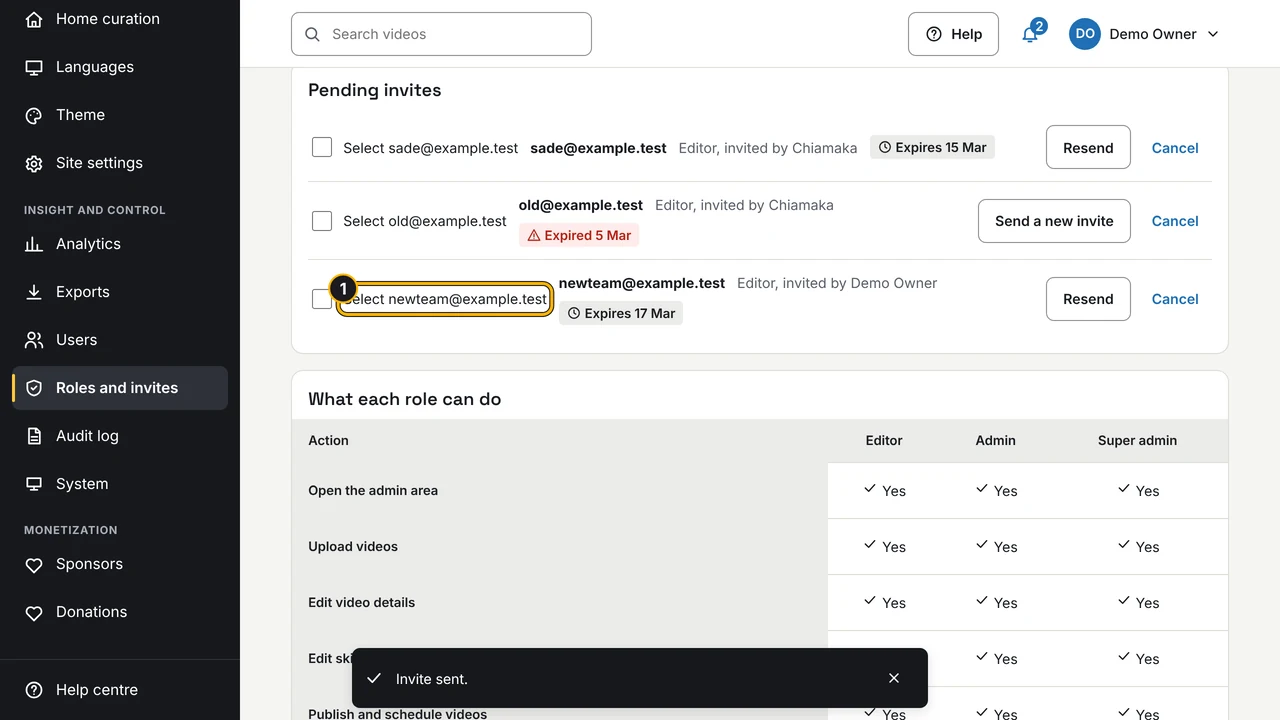 Home curation
Languages
Theme
Site settings
INSIGHT AND CONTROL
Analytics
Exports
Users
Roles and invites
Audit log
System
MONETIZATION
Sponsors
Donations
Help centre
Search videos
Help
2
DO
Demo Owner
Pending invites
Select sade@example.test sade@example.test Editor, invited by Chiamaka Expires 15 Mar Resend Cancel
Select old@example.test old@example.test Editor, invited by Chiamaka
Expired 5 Mar
Send a new invite Cancel
1
Select newteam@example.test newteam@example.test Editor, invited by Demo Owner
Expires 17 Mar
Resend Cancel
What each role can do
Action Editor Admin Super admin
Open the admin area Yes Yes Yes
Upload videos Yes Yes Yes
Edit video details Yes Yes Yes
Edit Yes Yes
Invite sent.
Publish and schedule videos Yes Yes Yes